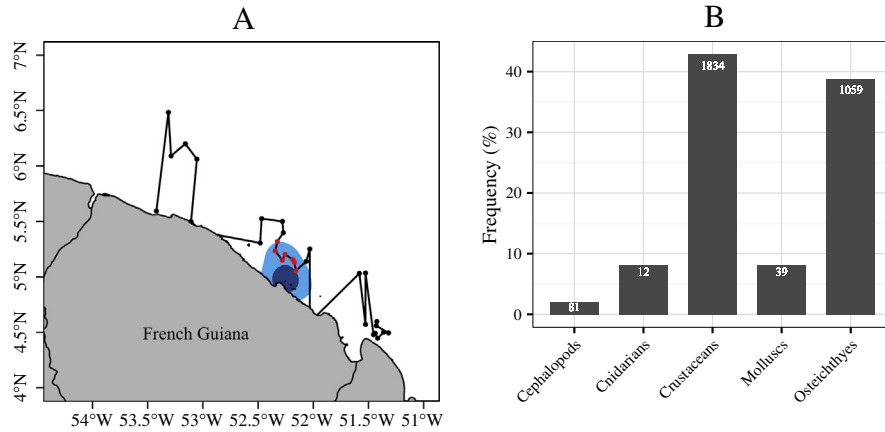 A
7°N
6.5°N
6°N
5.5°N
5°N
4.5°N
4°N
French Guiana
54°W 53.5°W 53°W 52.5°W 52°W 51.5°W 51°W
B
Frequency (%)
40
30
20
10
0
81
12
1834
39
1059
Cephalopods
Cnidarians
Crustaceans
Molluscs
Osteichthyes